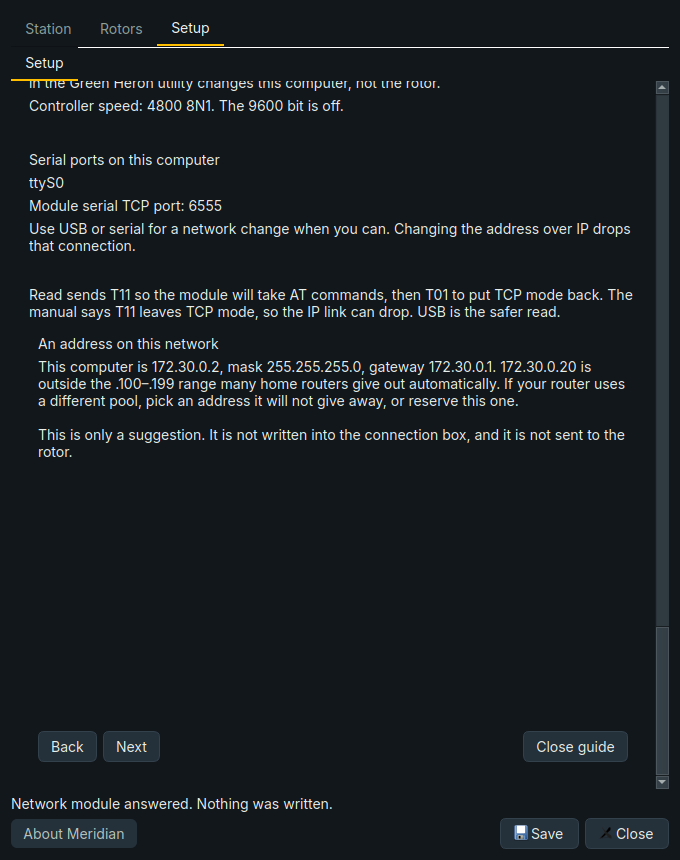 Station
Rotors
Setup
Setup
in the Green Heron utility changes this computer, not the rotor.
Controller speed: 4800 8N1. The 9600 bit is off.
Serial ports on this computer
ttyS0
Module serial TCP port: 6555
Use USB or serial for a network change when you can. Changing the address over IP drops
that connection.
Read sends T11 so the module will take AT commands, then T01 to put TCP mode back. The
manual says T11 leaves TCP mode, so the IP link can drop. USB is the safer read.
An address on this network
This computer is 172.30.0.2, mask 255.255.255.0, gateway 172.30.0.1. 172.30.0.20 is
outside the .100–.199 range many home routers give out automatically. If your router uses
a different pool, pick an address it will not give away, or reserve this one.
This is only a suggestion. It is not written into the connection box, and it is not sent to the
rotor.
Back
Next
Close guide
Network module answered. Nothing was written.
About Meridian
Save
Close